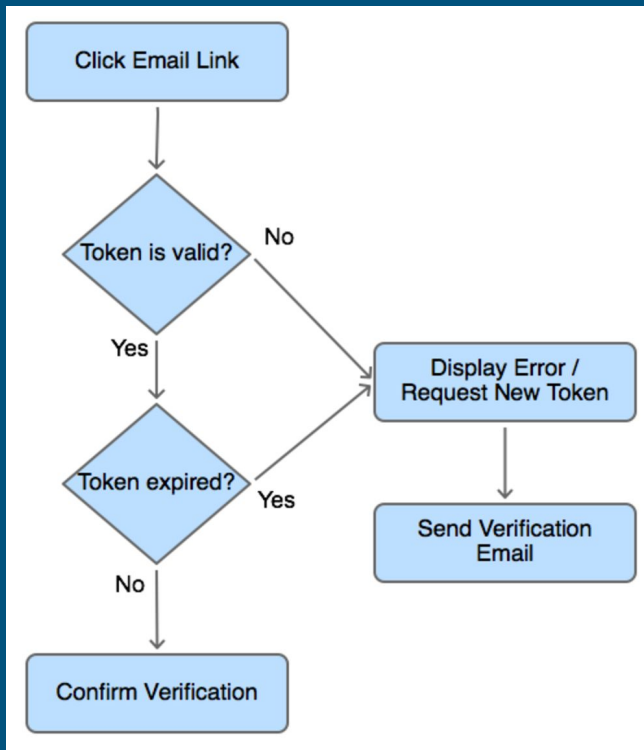 Click Email Link
Token is valid?
No
Yes
Display Error /
Request New Token
Token expired?
Yes
Send Verification
Email
No
Confirm Verification